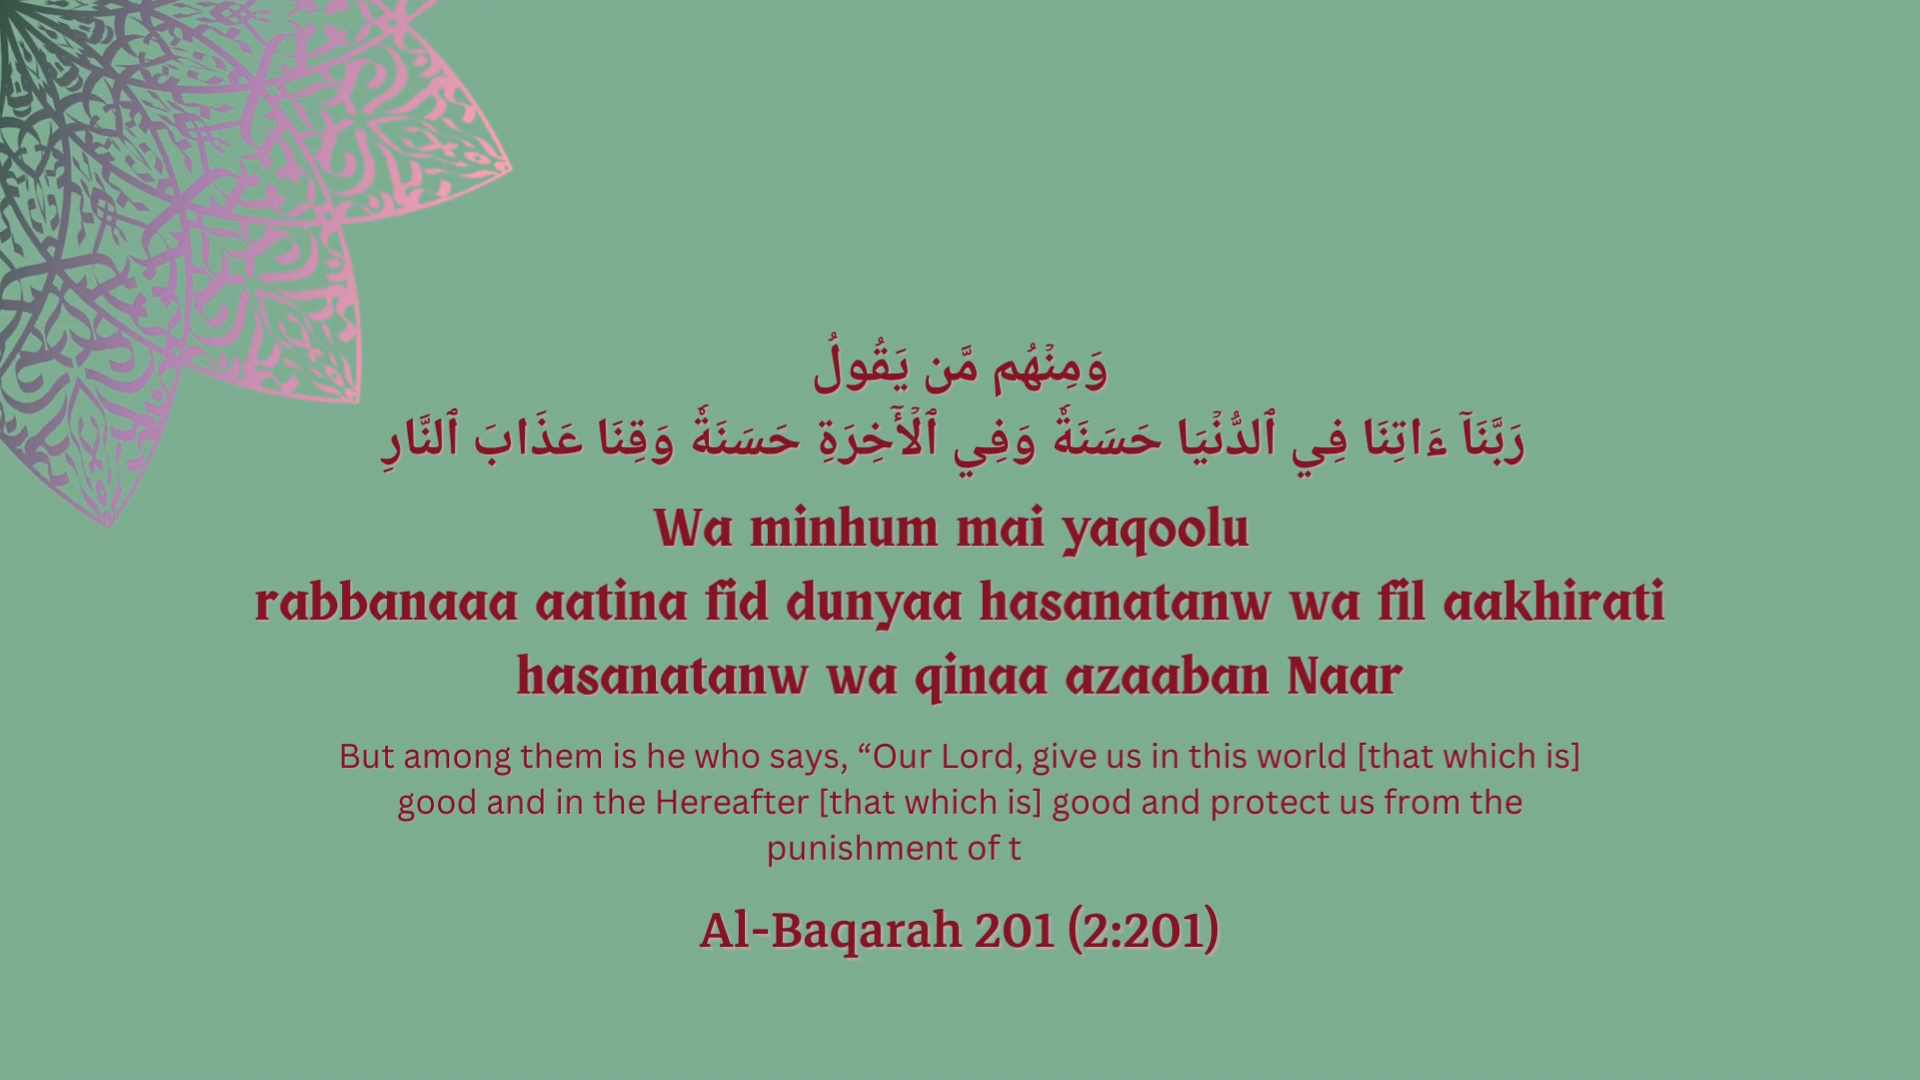 وَمِنۡهُم مَّن يَقُولُ
رَبَّنَآ ءَاتِنَا فِي ٱلدُّنۡيَا حَسَنَةٗ وَفِي ٱلۡأٓخِرَةِ حَسَنَةٗ وَقِنَا عَذَابَ ٱلنَّارِ
Wa minhum mai yaqoolu
rabbanaaa aatina fid dunyaa hasanatanw wa fil aakhirati
hasanatanw wa qinaa azaaban Naar
But among them is he who says, “Our Lord, give us in this world [that which is]
good and in the Hereafter [that which is] good and protect us from the
punishment of t
Al-Baqarah 201 (2:201)